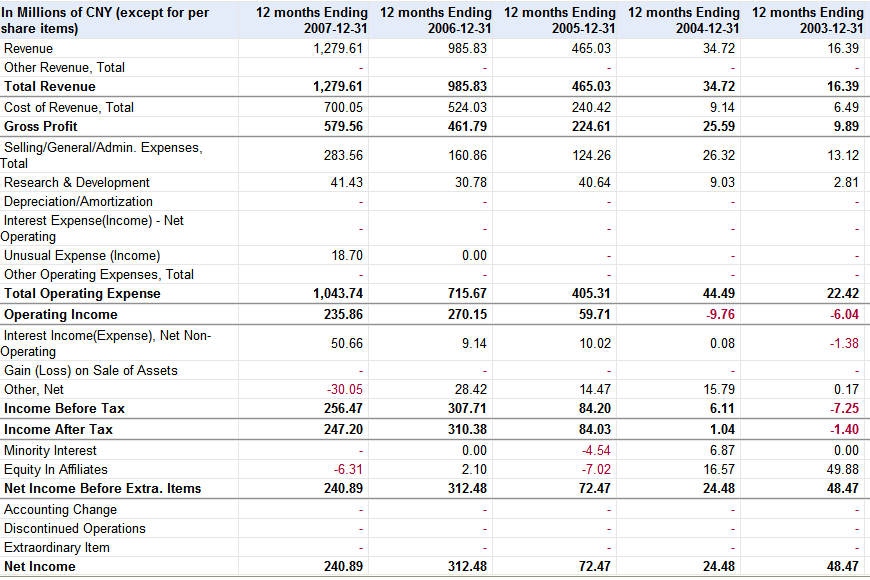 In Millions of CNY (except for per share items) 12 months Ending 2007-12-31 12 months Ending 2006-12-31 12 months Ending 2005-12-31 12 months Ending 2004-12-31 12 months Ending 2003-12-31
Revenue 1,279.61 985.83 465.03 34.72 16.39
Other Revenue, Total - - - - -
Total Revenue 1,279.61 985.83 465.03 34.72 16.39
Cost of Revenue, Total 700.05 524.03 240.42 9.14 6.49
Gross Profit 579.56 461.79 224.61 25.59 9.89
Selling/General/Admin. Expenses, Total 283.56 160.86 124.26 26.32 13.12
Research & Development 41.43 30.78 40.64 9.03 2.81
Depreciation/Amortization - - - - -
Interest Expense(Income) - Net Operating - - - - -
Unusual Expense (Income) 18.70 0.00 - - -
Other Operating Expenses, Total - - - - -
Total Operating Expense 1,043.74 715.67 405.31 44.49 22.42
Operating Income 235.86 270.15 59.71 -9.76 -6.04
Interest Income(Expense), Net Non-Operating 50.66 9.14 10.02 0.08 -1.38
Gain (Loss) on Sale of Assets - - - - -
Other, Net -30.05 28.42 14.47 15.79 0.17
Income Before Tax 256.47 307.71 84.20 6.11 -7.25
Income After Tax 247.20 310.38 84.03 1.04 -1.40
Minority Interest - 0.00 -4.54 6.87 0.00
Equity In Affiliates -6.31 2.10 -7.02 16.57 49.88
Net Income Before Extra. Items 240.89 312.48 72.47 24.48 48.47
Accounting Change - - - - -
Discontinued Operations - - - - -
Extraordinary Item - - - - -
Net Income 240.89 312.48 72.47 24.48 48.47